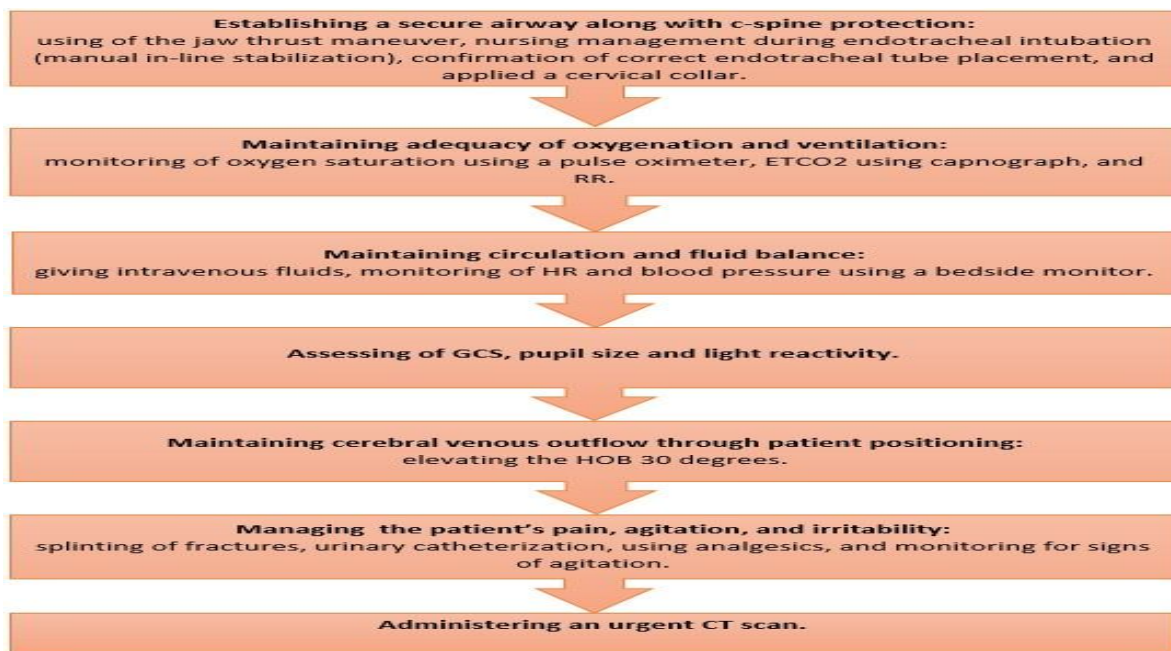 Establishing a secure airway along with c-spine protection:
using of the jaw thrust maneuver, nursing management during endotracheal intubation
(manual in-line stabilization), confirmation of correct endotracheal tube placement, and
applied a cervical collar.
Maintaining adequacy of oxygenation and ventilation:
monitoring of oxygen saturation using a pulse oximeter, ETCO2 using capnograph, and
RR.
Maintaining circulation and fluid balance:
giving intravenous fluids, monitoring of HR and blood pressure using a bedside monitor.
Assessing of GCS, pupil size and light reactivity.
Maintaining cerebral venous outflow through patient positioning:
elevating the HOB 30 degrees.
Managing the patient’s pain, agitation, and irritability:
splinting of fractures, urinary catheterization, using analgesics, and monitoring for signs
of agitation.
Administering an urgent CT scan.